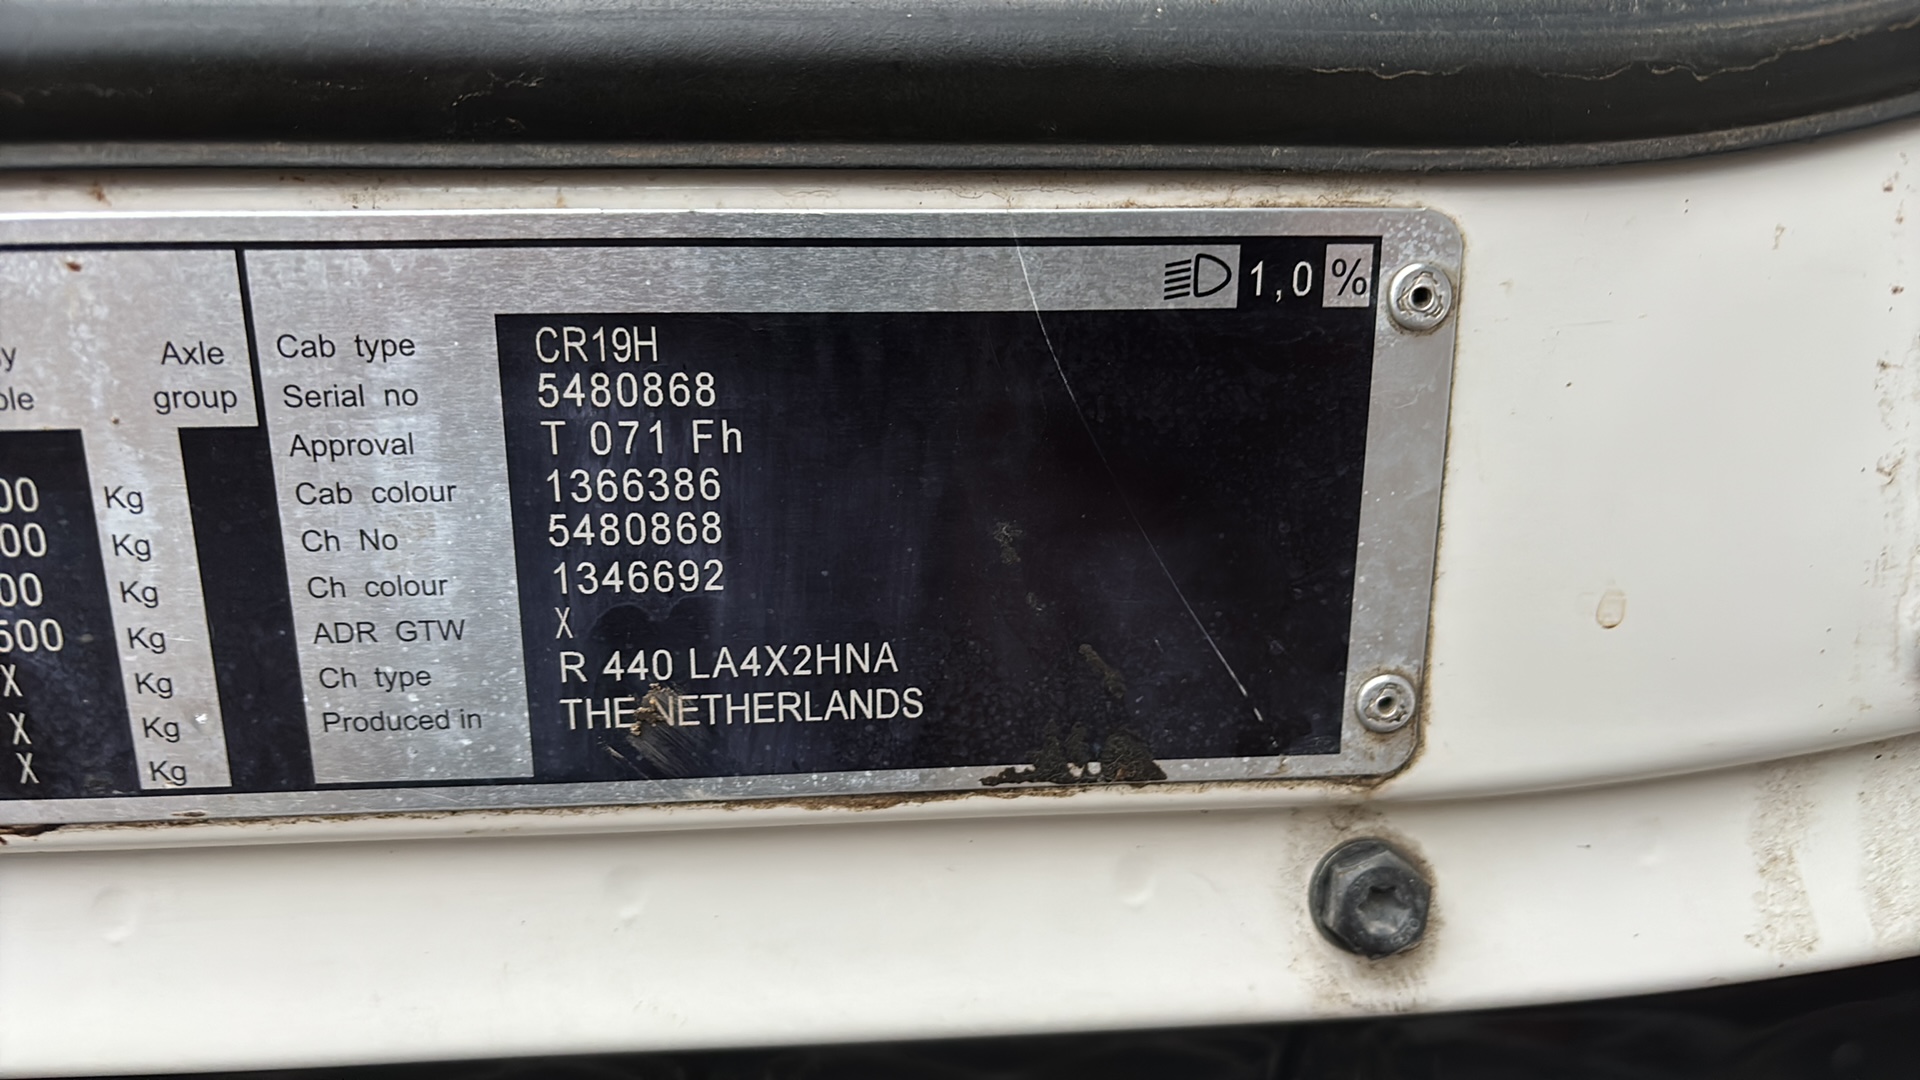 1,0 %
Axle
group
Cab type CR19H
Serial no 5480868
Approval T 071 Fh
Cab colour 1366386
Ch No 5480868
Ch colour 1346692
ADR GTW X
Ch type R 440 LA4X2HNA
Produced in THE NETHERLANDS
00 Kg
00 Kg
00 Kg
500 Kg
X Kg
X Kg
X Kg